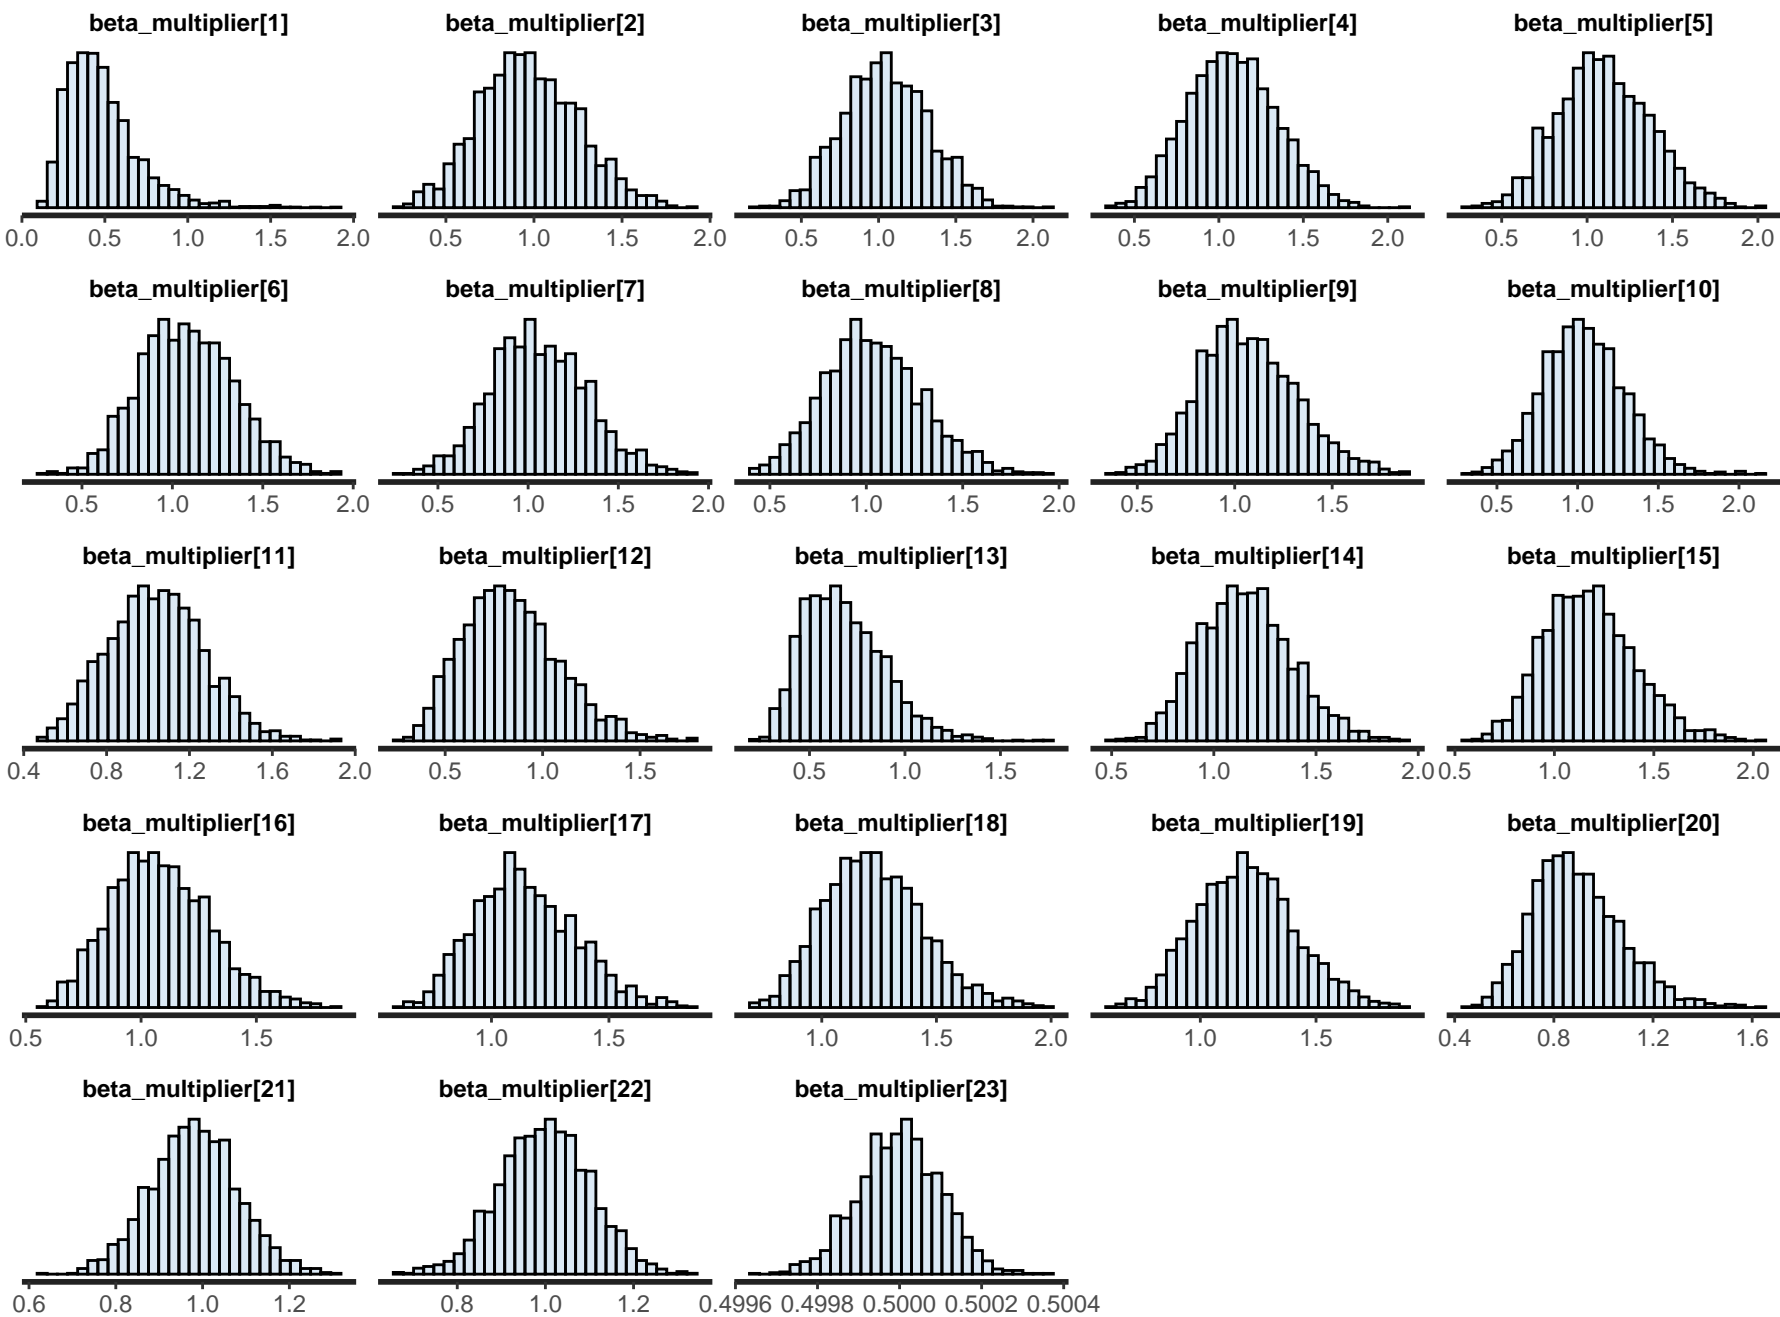 beta_multiplier[1] beta_multiplier[2] beta_multiplier[3] beta_multiplier[4] beta_multiplier[5]
0.0 0.5 1.0 1.5 2.0 0.5 1.0 1.5 2.0 0.5 1.0 1.5 2.0 0.5 1.0 1.5 2.0 0.5 1.0 1.5 2.0
beta_multiplier[6] beta_multiplier[7] beta_multiplier[8] beta_multiplier[9] beta_multiplier[10]
0.5 1.0 1.5 2.0 0.5 1.0 1.5 2.0 0.5 1.0 1.5 2.0 0.5 1.0 1.5 0.5 1.0 1.5 2.0
beta_multiplier[11] beta_multiplier[12] beta_multiplier[13] beta_multiplier[14] beta_multiplier[15]
0.4 0.8 1.2 1.6 2.0 0.5 1.0 1.5 0.5 1.0 1.5 0.5 1.0 1.5 2.0 0.5 1.0 1.5 2.0
beta_multiplier[16] beta_multiplier[17] beta_multiplier[18] beta_multiplier[19] beta_multiplier[20]
0.5 1.0 1.5 1.0 1.5 1.0 1.5 2.0 1.0 1.5 0.4 0.8 1.2 1.6
beta_multiplier[21] beta_multiplier[22] beta_multiplier[23]
0.6 0.8 1.0 1.2 0.8 1.0 1.2 0.4996 0.4998 0.5000 0.5002 0.5004